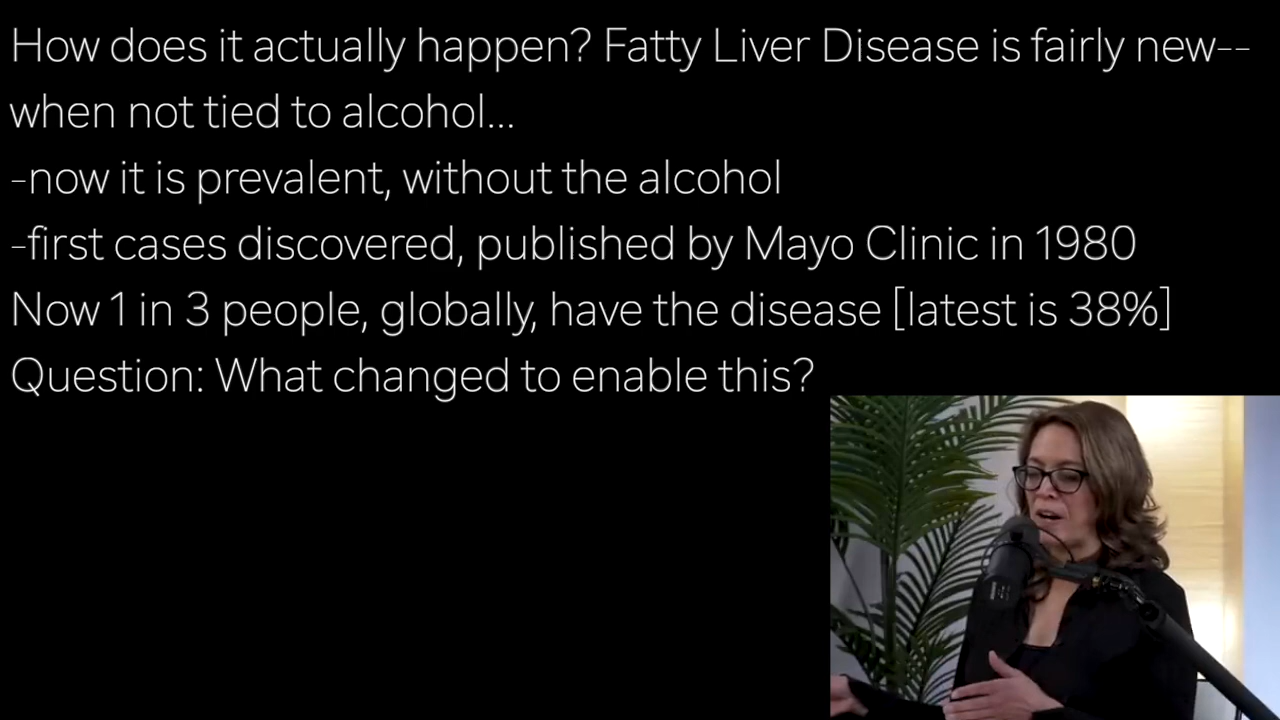 How does it actually happen? Fatty Liver Disease is fairly new--
when not tied to alcohol...
-now it is prevalent, without the alcohol
-first cases discovered, published by Mayo Clinic in 1980
Now 1 in 3 people, globally, have the disease [latest is 38%]
Question: What changed to enable this?